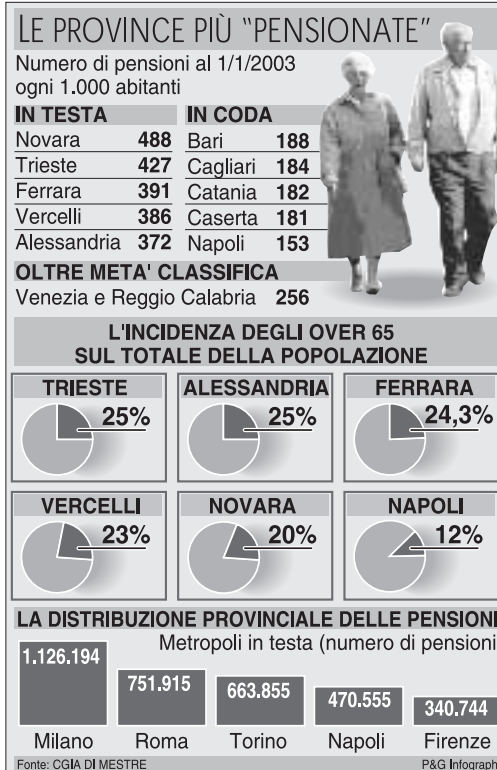 LE PROVINCE PIÙ "PENSIONATE"
Numero di pensioni al 1/1/2003
ogni 1.000 abitanti
IN TESTA
Novara 488
Trieste 427
Ferrara 391
Vercelli 386
Alessandria 372
IN CODA
Bari 188
Cagliari 184
Catania 182
Caserta 181
Napoli 153
OLTRE META' CLASSIFICA
Venezia e Reggio Calabria 256
L'INCIDENZA DEGLI OVER 65
SUL TOTALE DELLA POPOLAZIONE
TRIESTE
25%
ALESSANDRIA
25%
FERRARA
24,3%
VERCELLI
23%
NOVARA
20%
NAPOLI
12%
LA DISTRIBUZIONE PROVINCIALE DELLE PENSIONI
Metropoli in testa (numero di pensioni
1.126.194
751.915
663.855
470.555
340.744
Milano Roma Torino Napoli Firenze
Fonte: CGIA DI MESTRE
P&G Infograph